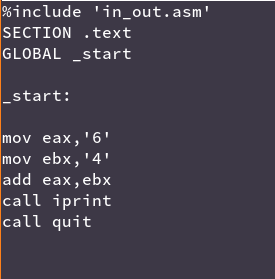 %include 'in_out.asm'
SECTION .text
GLOBAL _start
_start:
mov eax,'6'
mov ebx,'4'
add eax,ebx
call iprint
call quit